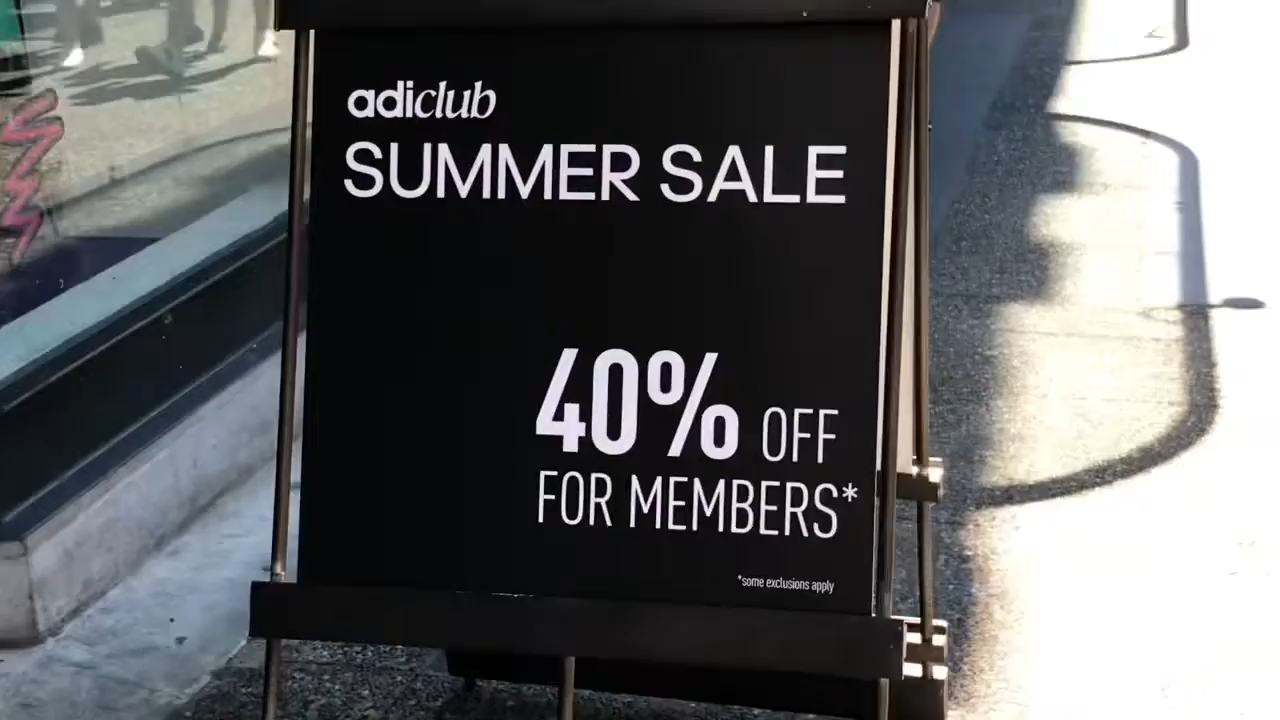 adiclub
SUMMER SALE
40% OFF
FOR MEMBERS*
*some exclusions apply